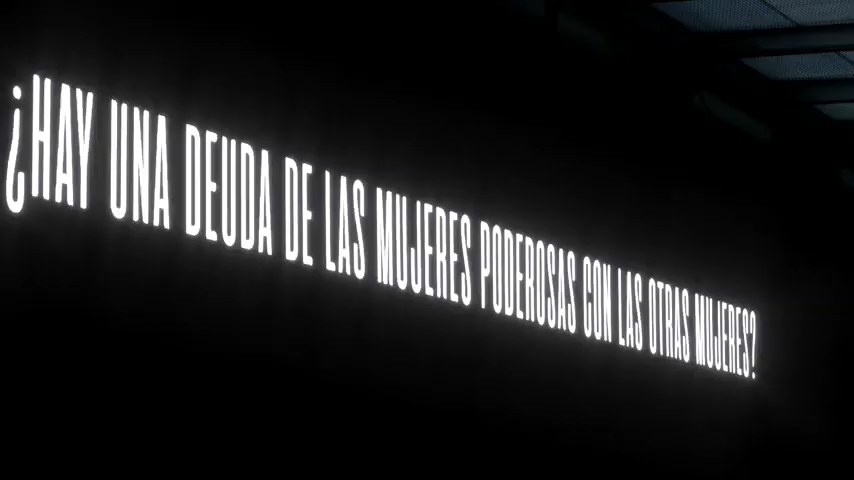 ¿HAY UNA DEUDA DE LAS MUJERES PODEROSAS CON LAS OTRAS MUJERES?